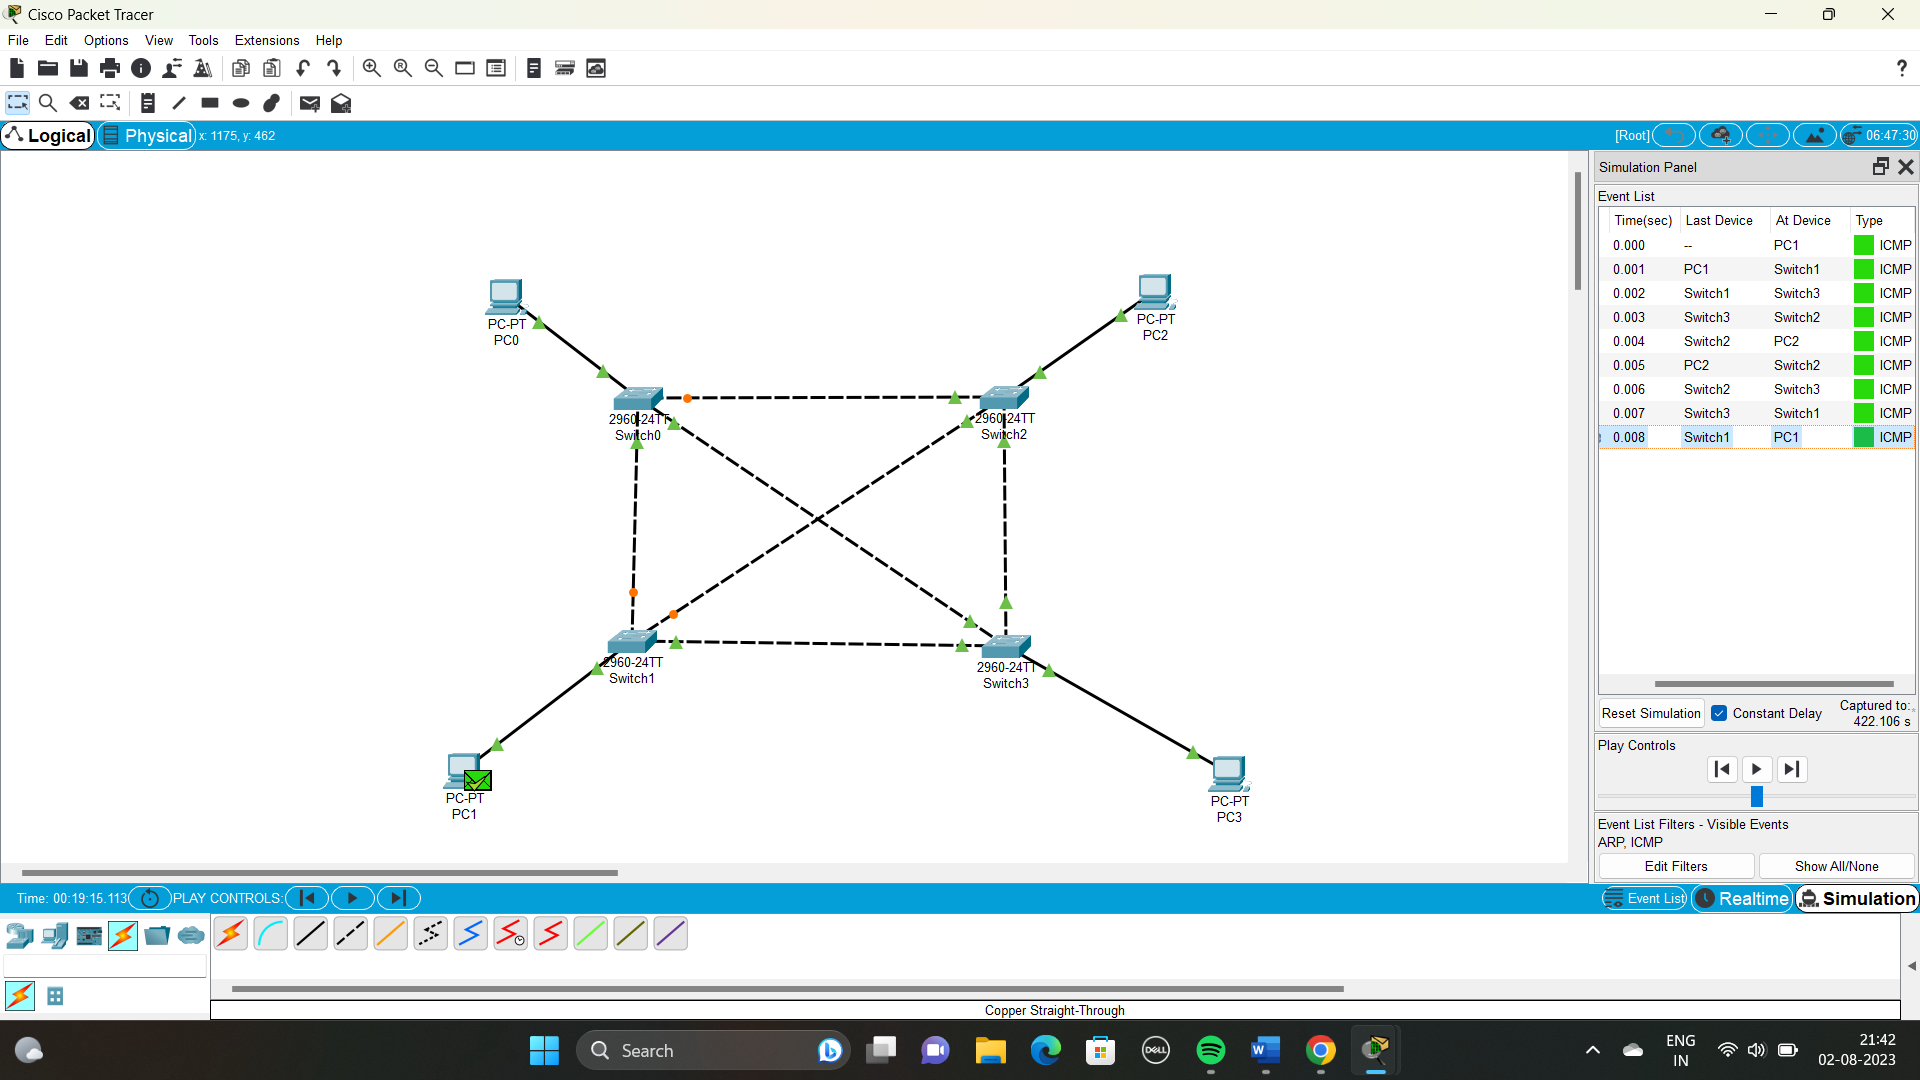 Cisco Packet Tracer
File Edit Options View Tools Extensions Help
?
Logical Physical x: 1175, y: 462 [Root] 06:47:30
Simulation Panel
Event List
Time(sec) Last Device At Device Type
0.000 -- PC1 ICMP
0.001 PC1 Switch1 ICMP
0.002 Switch1 Switch3 ICMP
0.003 Switch3 Switch2 ICMP
0.004 Switch2 PC2 ICMP
0.005 PC2 Switch2 ICMP
0.006 Switch2 Switch3 ICMP
0.007 Switch3 Switch1 ICMP
0.008 Switch1 PC1 ICMP
PC-PT
PC0
PC-PT
PC2
2960-24TT
Switch0
2960-24TT
Switch2
2960-24TT
Switch1
2960-24TT
Switch3
PC-PT
PC1
PC-PT
PC3
Reset Simulation Constant Delay Captured to:
422.106 s
Play Controls
Event List Filters - Visible Events
ARP, ICMP
Edit Filters Show All/None
Time: 00:19:15.113 PLAY CONTROLS: Event List Realtime Simulation
Copper Straight-Through
Search
DELL
W
ENG
IN
21:42
02-08-2023